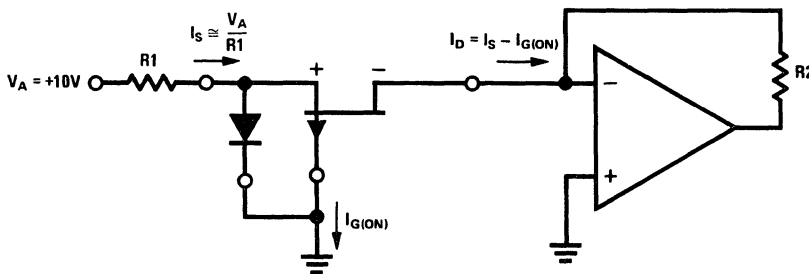 I_S ≅ V_A / R1
I_D = I_S − I_G(ON)
R1
+
−
V_A = +10V
−
R2
+
I_G(ON)